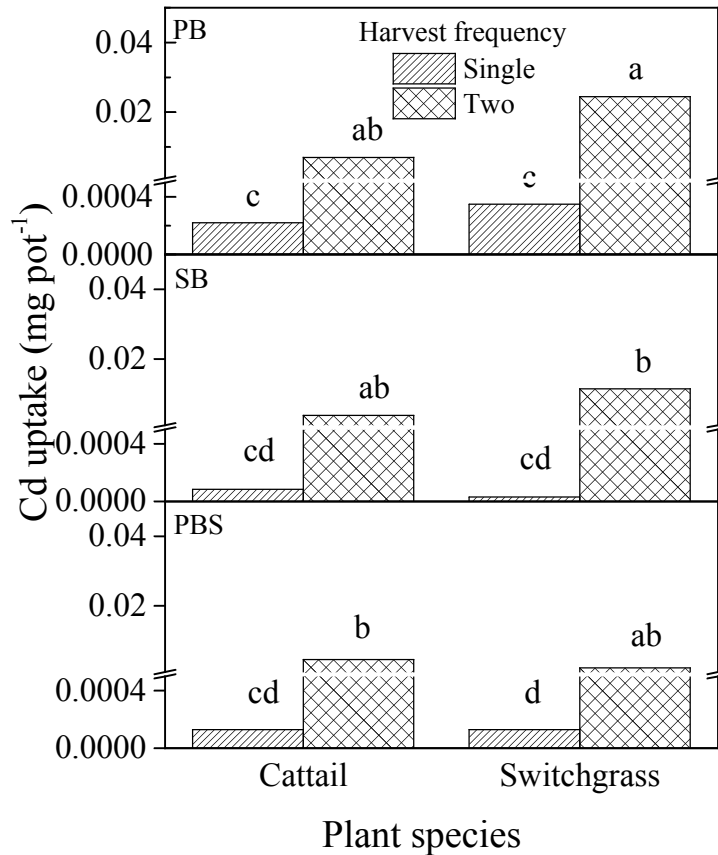 Cd uptake (mg pot⁻¹)
PB
Harvest frequency
Single
Two
0.04
0.02
0.0004
0.0000
c
ab
c
a
SB
0.04
0.02
0.0004
0.0000
cd
ab
cd
b
PBS
0.04
0.02
0.0004
0.0000
cd
b
d
ab
Cattail
Switchgrass
Plant species